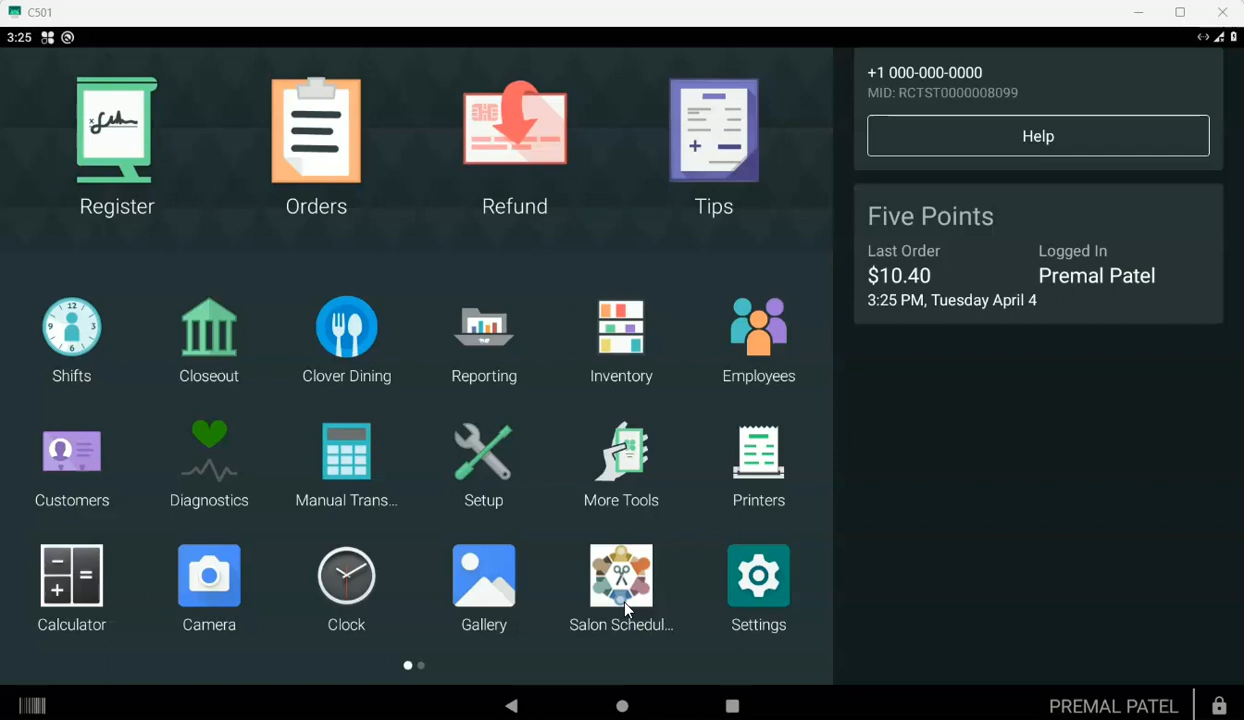 C501
3:25
Register
Orders
Refund
Tips
+1 000-000-0000
MID: RCTST0000008099
Help
Five Points
Last Order
Logged In
$10.40
Premal Patel
3:25 PM, Tuesday April 4
Shifts
Closeout
Clover Dining
Reporting
Inventory
Employees
Customers
Diagnostics
Manual Trans...
Setup
More Tools
Printers
Calculator
Camera
Clock
Gallery
Salon Schedul...
Settings
PREMAL PATEL